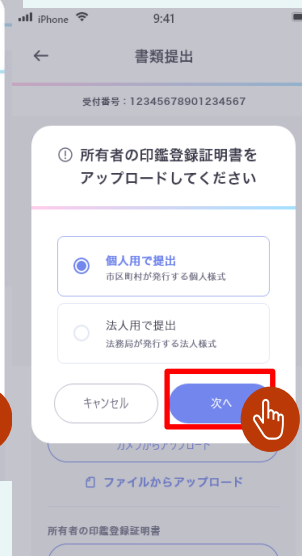 iPhone 9:41
書類提出
受付番号：12345678901234567
所有者の印鑑登録証明書を
アップロードしてください
個人用で提出
市区町村が発行する個人様式
法人用で提出
法務局が発行する法人様式
キャンセル 次へ
カメラからアップロード
ファイルからアップロード
所有者の印鑑登録証明書